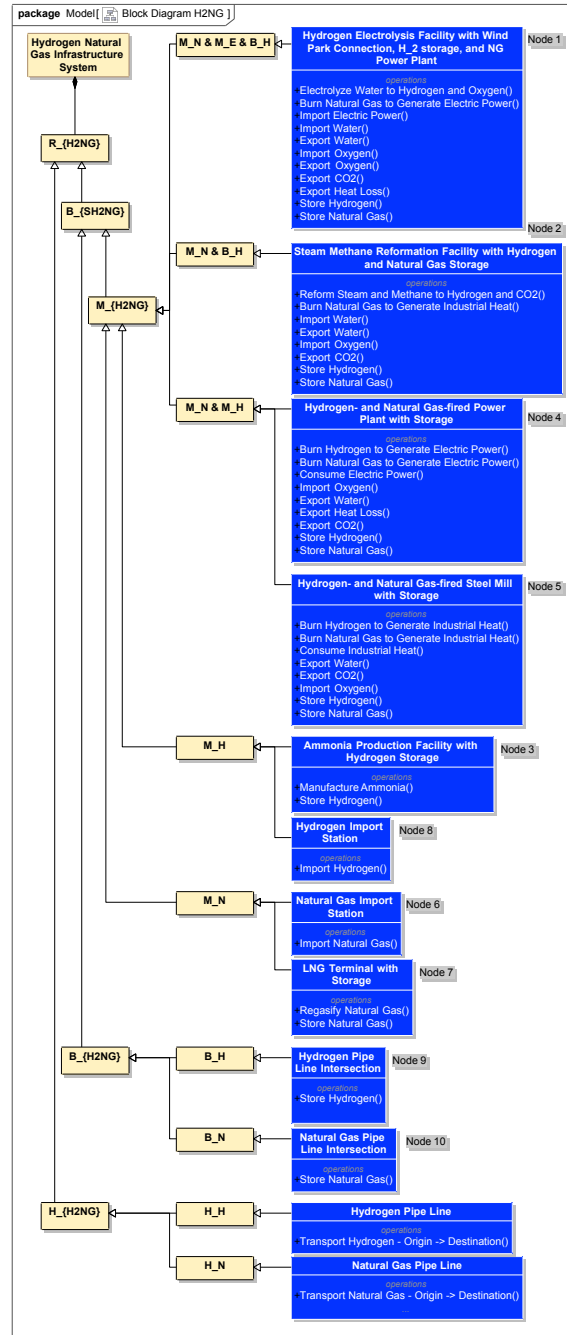 package Model[ Block Diagram H2NG ]
Hydrogen Natural
Gas Infrastructure
System
R_{H2NG}
B_{SH2NG}
M_{H2NG}
M_N & M_E & B_H
Hydrogen Electrolysis Facility with Wind
Park Connection, H_2 storage, and NG
Power Plant
operations
+Electrolyze Water to Hydrogen and Oxygen()
+Burn Natural Gas to Generate Electric Power()
+Import Electric Power()
+Import Water()
+Export Water()
+Import Oxygen()
+Export Oxygen()
+Export CO2()
+Export Heat Loss()
+Store Hydrogen()
+Store Natural Gas()
Node 1
Node 2
M_N & B_H
Steam Methane Reformation Facility with Hydrogen
and Natural Gas Storage
operations
+Reform Steam and Methane to Hydrogen and CO2()
+Burn Natural Gas to Generate Industrial Heat()
+Import Water()
+Export Water()
+Import Oxygen()
+Export CO2()
+Store Hydrogen()
+Store Natural Gas()
M_N & M_H
Hydrogen- and Natural Gas-fired Power
Plant with Storage
operations
+Burn Hydrogen to Generate Electric Power()
+Burn Natural Gas to Generate Electric Power()
+Consume Electric Power()
+Import Oxygen()
+Export Water()
+Export Heat Loss()
+Export CO2()
+Store Hydrogen()
+Store Natural Gas()
Node 4
Hydrogen- and Natural Gas-fired Steel Mill
with Storage
operations
+Burn Hydrogen to Generate Industrial Heat()
+Burn Natural Gas to Generate Industrial Heat()
+Consume Industrial Heat()
+Export Water()
+Export CO2()
+Import Oxygen()
+Store Hydrogen()
+Store Natural Gas()
Node 5
M_H
Ammonia Production Facility with
Hydrogen Storage
operations
+Manufacture Ammonia()
+Store Hydrogen()
Node 3
Hydrogen Import
Station
operations
+Import Hydrogen()
Node 8
M_N
Natural Gas Import
Station
operations
+Import Natural Gas()
Node 6
LNG Terminal with
Storage
operations
+Regasify Natural Gas()
+Store Natural Gas()
Node 7
B_{H2NG}
B_H
Hydrogen Pipe
Line Intersection
operations
+Store Hydrogen()
Node 9
B_N
Natural Gas Pipe
Line Intersection
operations
+Store Natural Gas()
Node 10
H_{H2NG}
H_H
Hydrogen Pipe Line
operations
+Transport Hydrogen - Origin -> Destination()
H_N
Natural Gas Pipe Line
operations
+Transport Natural Gas - Origin -> Destination()
...